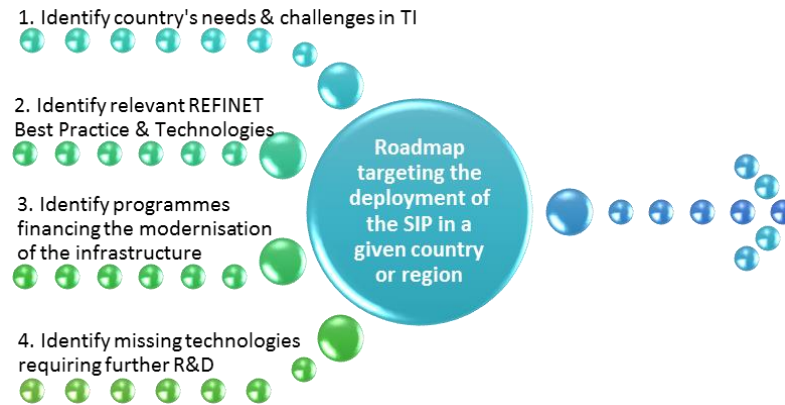 1. Identify country's needs & challenges in TI
2. Identify relevant REFINET
Best Practice & Technologies
3. Identify programmes
financing the modernisation
of the infrastructure
4. Identify missing technologies
requiring further R&D
Roadmap
targeting the
deployment of
the SIP in a
given country
or region